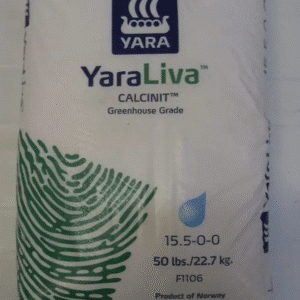 YARA
YaraLiva™
CALCINIT™
Greenhouse Grade
15.5-0-0
50 lbs./22.7 kg.
F1106
Product of Norway